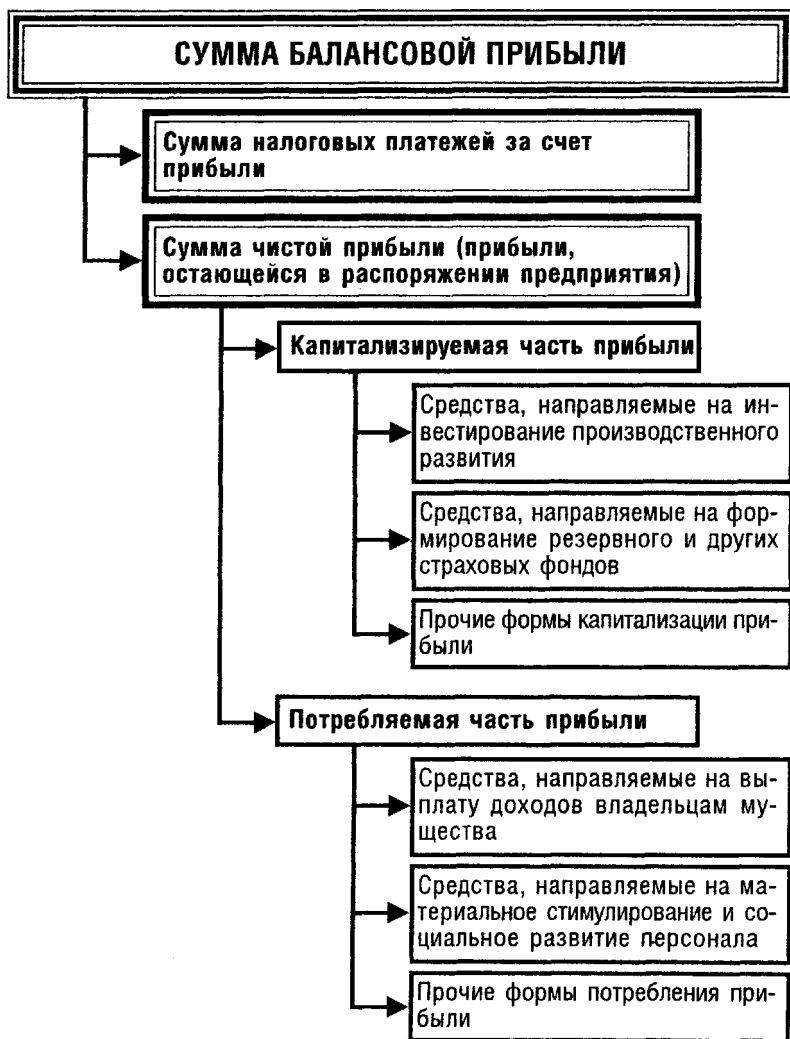 СУММА БАЛАНСОВОЙ ПРИБЫЛИ
Сумма налоговых платежей за счет
прибыли
Сумма чистой прибыли (прибыли,
остающейся в распоряжении предприятия)
Капитализируемая часть прибыли
Средства, направляемые на ин-
вестирование производственного
развития
Средства, направляемые на фор-
мирование резервного и других
страховых фондов
Прочие формы капитализации при-
были
Потребляемая часть прибыли
Средства, направляемые на вы-
плату доходов владельцам му-
щества
Средства, направляемые на ма-
териальное стимулирование и со-
циальное развитие персонала
Прочие формы потребления при-
были